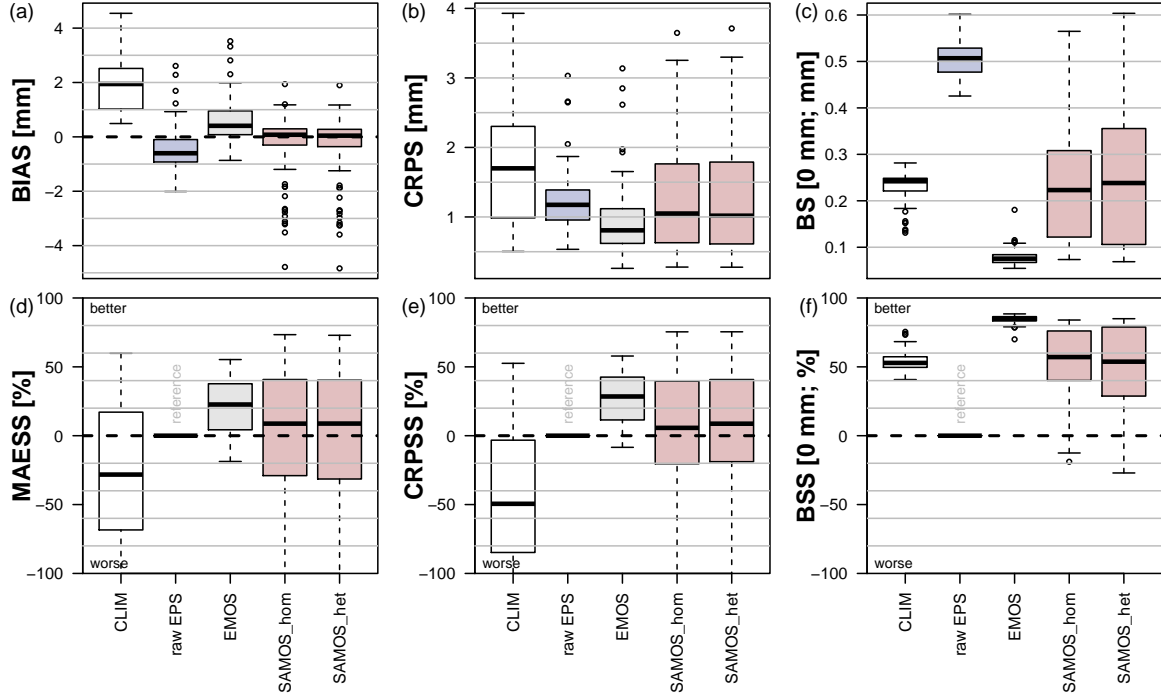 (a)
BIAS [mm]
4
2
0
−2
−4
(b)
CRPS [mm]
4
3
2
1
(c)
BS [0 mm; mm]
0.6
0.5
0.4
0.3
0.2
0.1
(d)
MAESS [%]
100
50
0
−50
−100
better
reference
worse
(e)
CRPSS [%]
100
50
0
−50
−100
better
reference
worse
(f)
BSS [0 mm; %]
100
50
0
−50
−100
better
reference
worse
CLIM
raw EPS
EMOS
SAMOS_hom
SAMOS_het
CLIM
raw EPS
EMOS
SAMOS_hom
SAMOS_het
CLIM
raw EPS
EMOS
SAMOS_hom
SAMOS_het